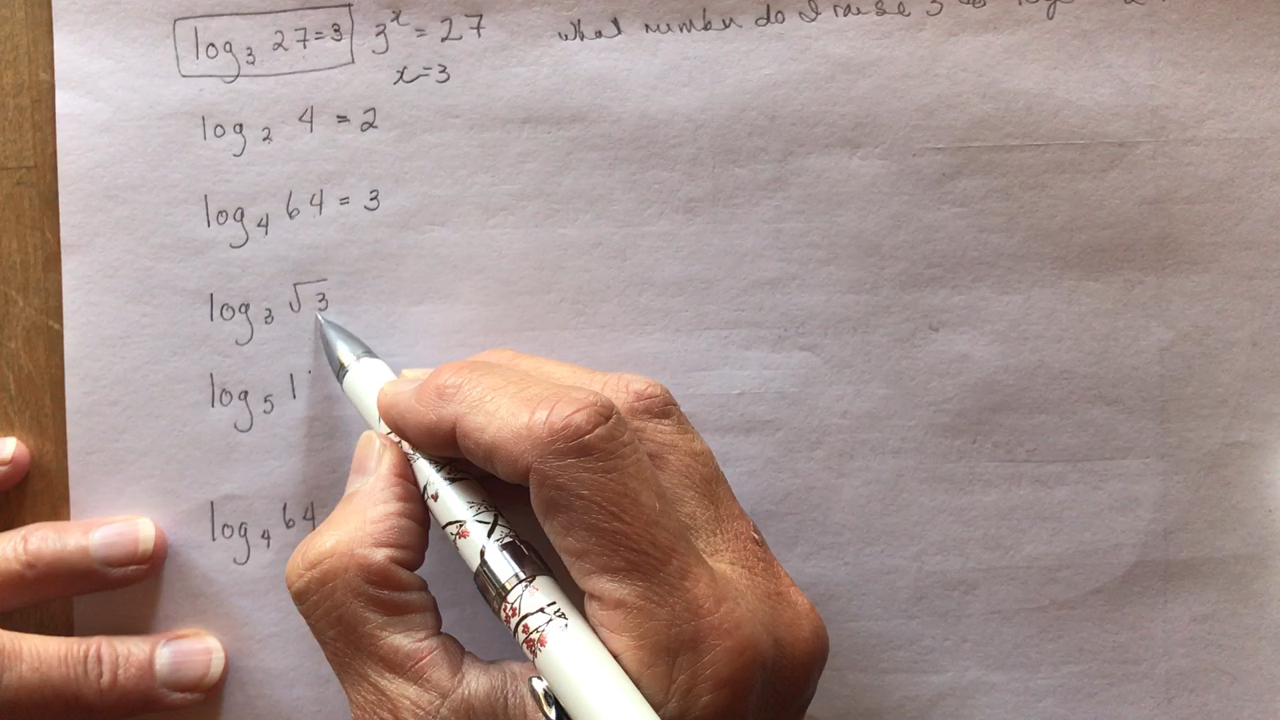 log₃ 27 = 3 3ˣ = 27 what number do I raise 3
x = 3
log₂ 4 = 2
log₄ 64 = 3
log₃ √3
log₅ 1
log₄ 64